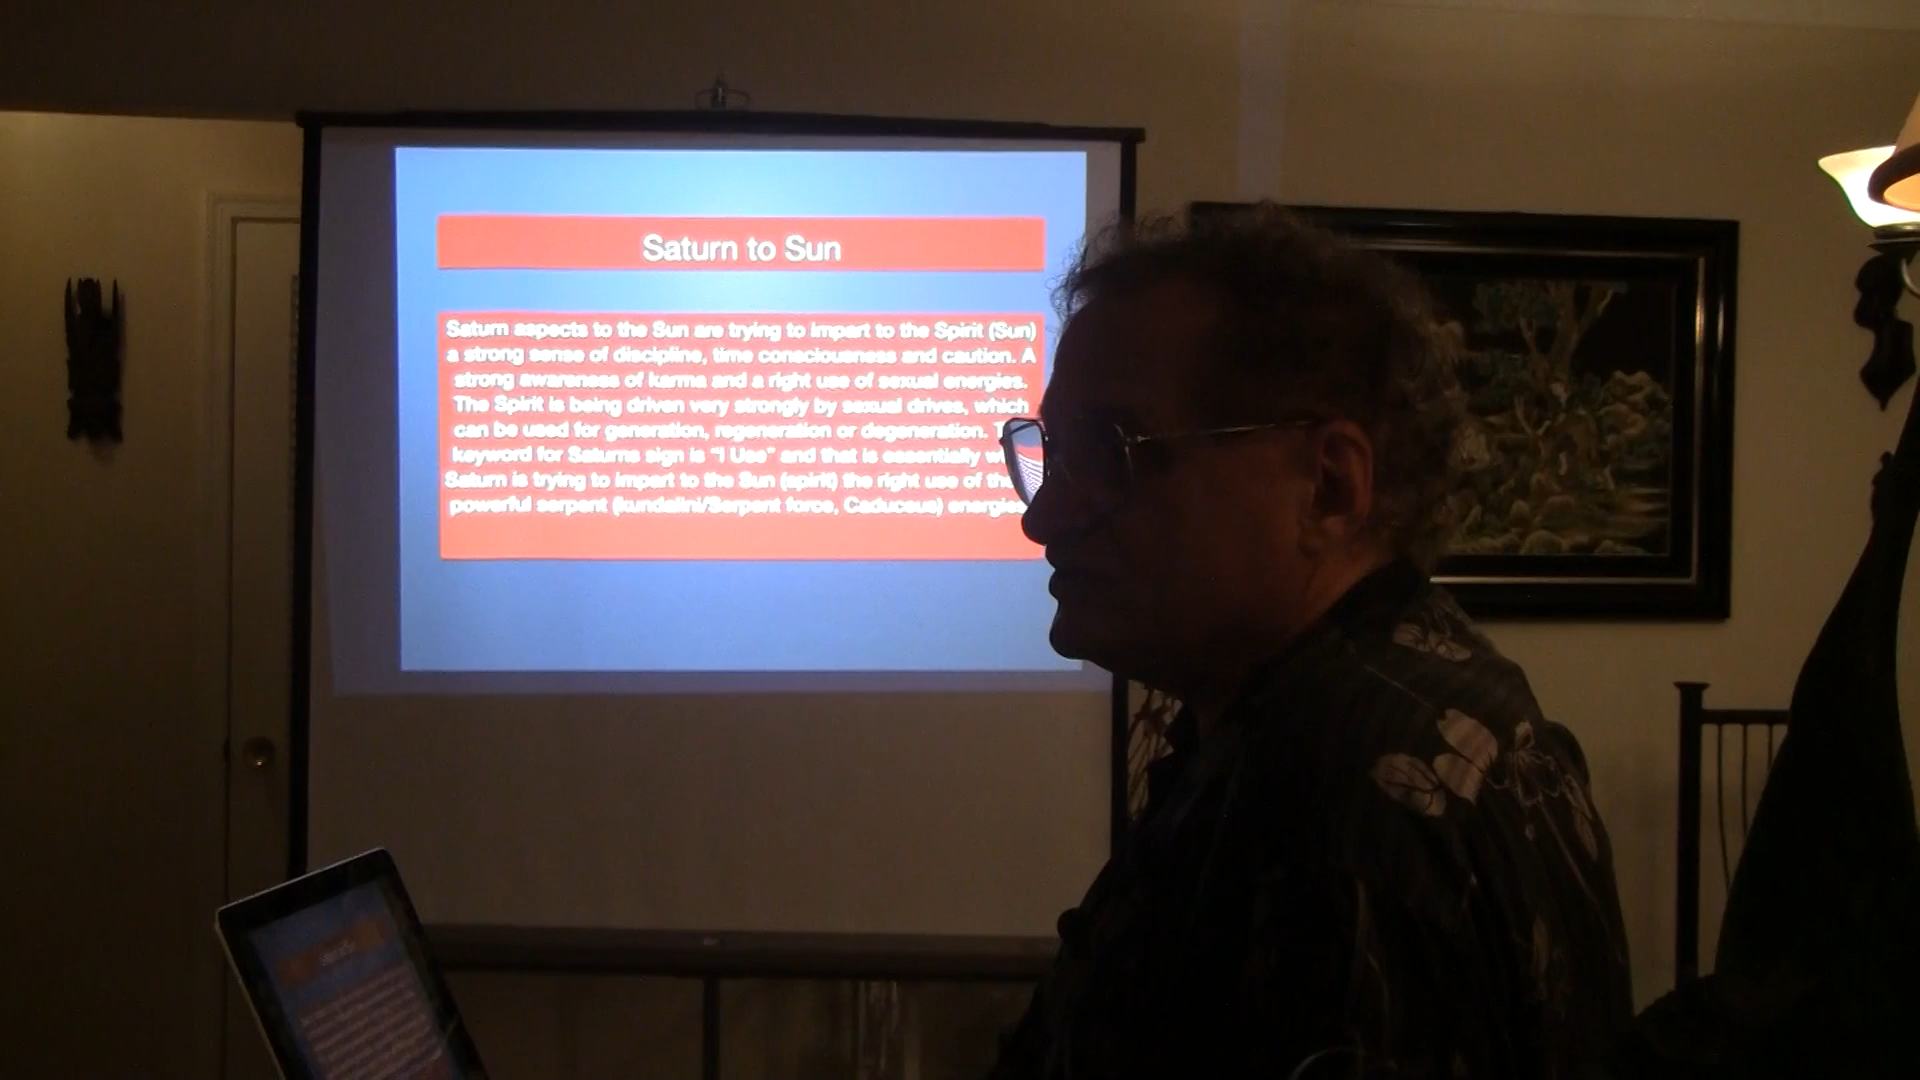 Saturn to Sun
Saturn aspects to the Sun are trying to impart to the Spirit (Sun)
a strong sense of discipline, time consciousness and caution. A
strong awareness of karma and a right use of sexual energies.
The Spirit is being driven very strongly by sexual drives, which
can be used for generation, regeneration or degeneration.
keyword for Saturns sign is "I Use" and that is essentially
Saturn is trying to impart to the Sun (spirit) the right use of
powerful serpent (kundalini/Serpent force, Caduceus)